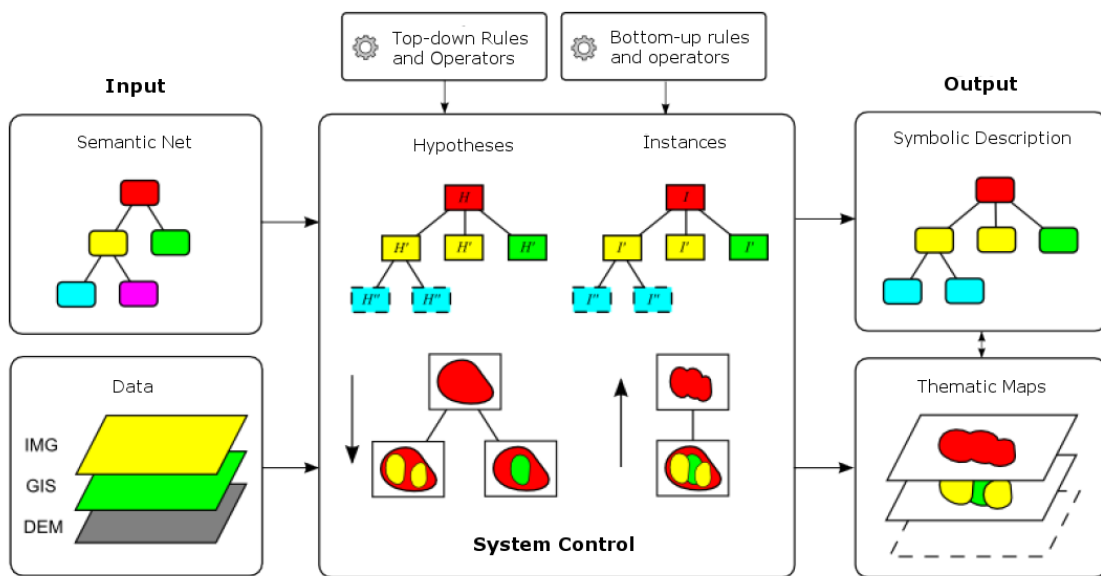 Top-down Rules
and Operators
Bottom-up rules
and operators
Input
Output
Semantic Net
Hypotheses
Instances
Symbolic Description
H
I
H'
H'
H'
I'
I'
I'
H''
H''
I''
I''
Data
Thematic Maps
IMG
GIS
DEM
System Control